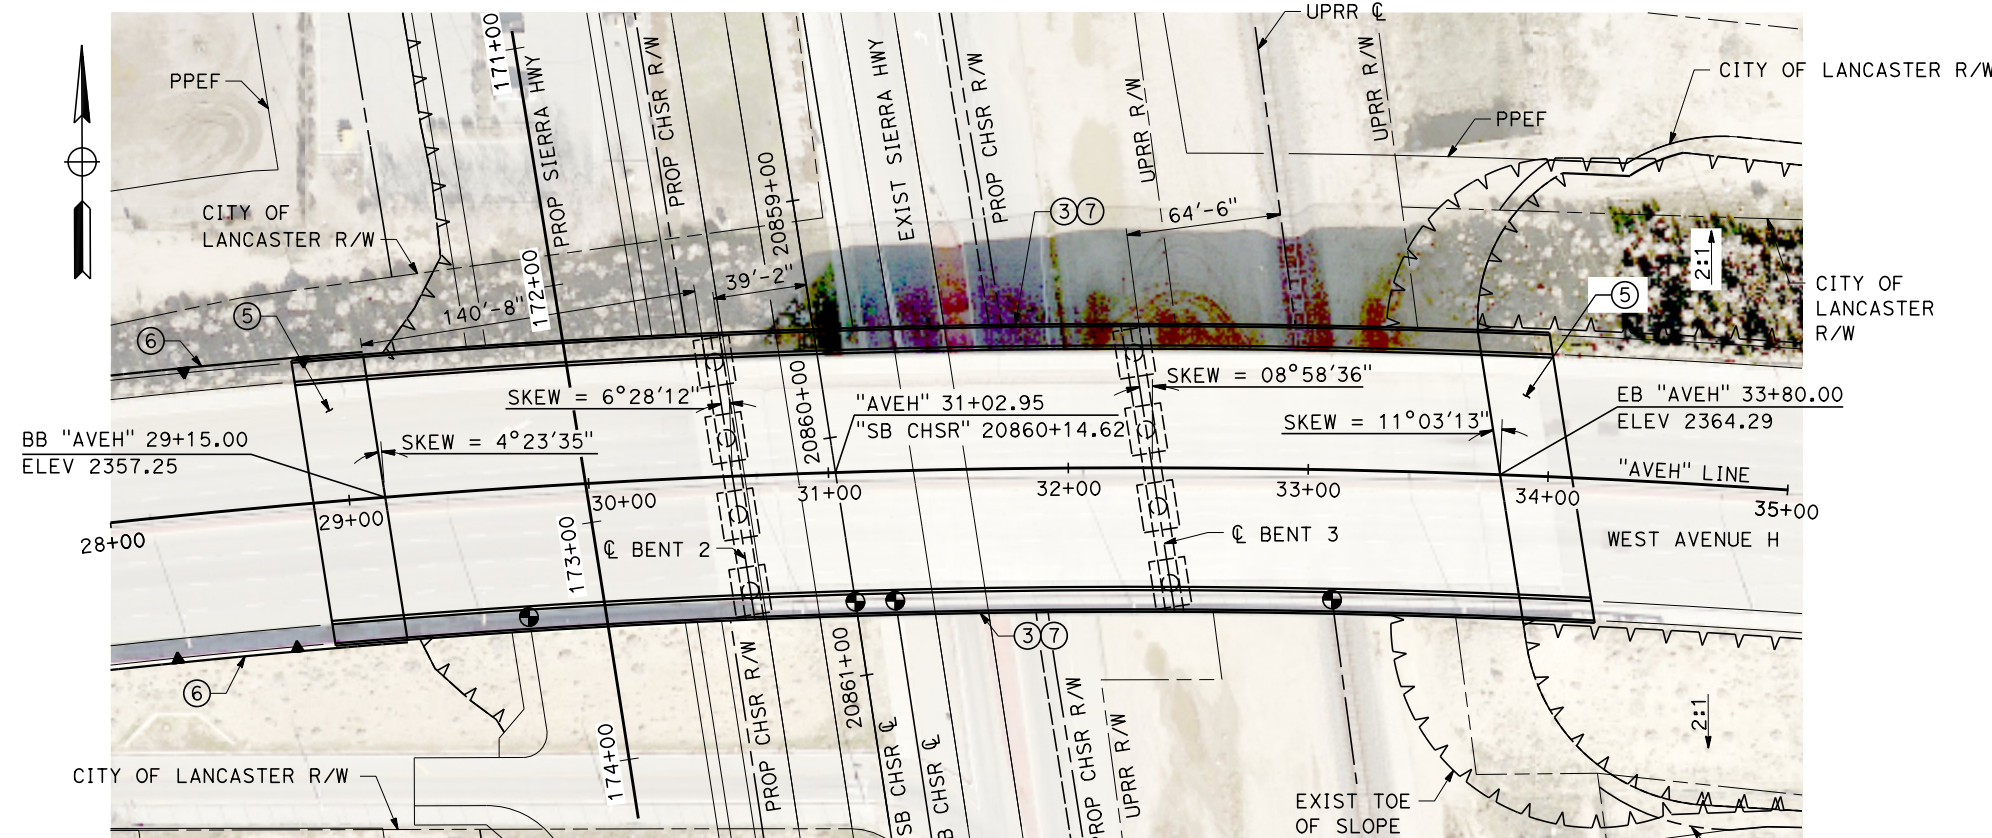 UPRR ℄
171+00
PROP SIERRA HWY
PROP CHSR R/W
EXIST SIERRA HWY
PROP CHSR R/W
UPRR R/W
UPRR R/W
CITY OF LANCASTER R/W
PPEF
PPEF
20859+00
CITY OF
LANCASTER R/W
3 7
64'-6"
2:1
172+00
39'-2"
140'-8"
5
5
CITY OF
LANCASTER
R/W
6
SKEW = 6°28'12"
20860+00
SKEW = 08°58'36"
"AVEH" 31+02.95
"SB CHSR" 20860+14.62
SKEW = 11°03'13"
EB "AVEH" 33+80.00
ELEV 2364.29
BB "AVEH" 29+15.00
ELEV 2357.25
SKEW = 4°23'35"
"AVEH" LINE
28+00
29+00
30+00
31+00
32+00
33+00
34+00
35+00
WEST AVENUE H
173+00
℄ BENT 2
℄ BENT 3
3 7
6
20861+00
PROP CHSR R/W
SB CHSR ℄
B CHSR ℄
PROP CHSR R/W
UPRR R/W
2:1
174+00
CITY OF LANCASTER R/W
EXIST TOE
OF SLOPE